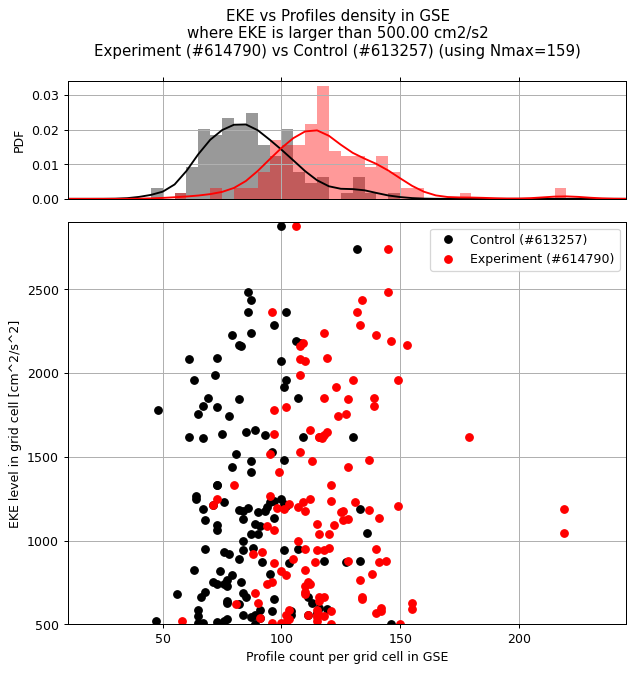 EKE vs Profiles density in GSE
where EKE is larger than 500.00 cm2/s2
Experiment (#614790) vs Control (#613257) (using Nmax=159)
0.03
0.02
0.01
0.00
PDF
Control (#613257)
Experiment (#614790)
2500
2000
1500
1000
500
EKE level in grid cell [cm^2/s^2]
50 100 150 200
Profile count per grid cell in GSE